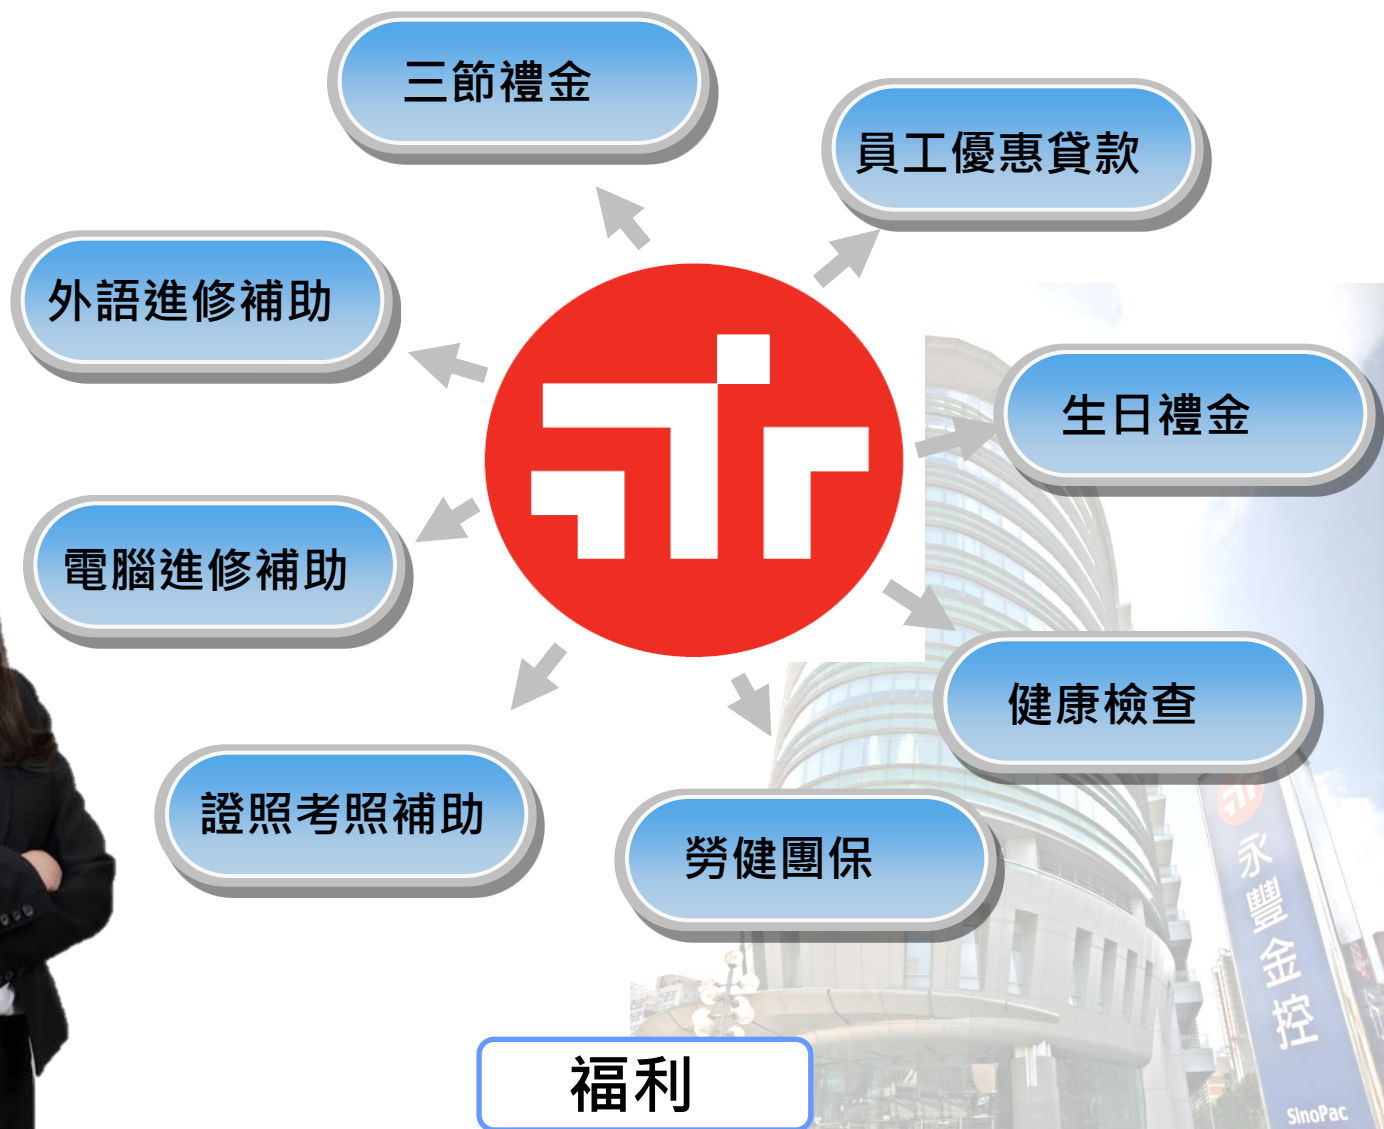 三節禮金
員工優惠貸款
外語進修補助
生日禮金
電腦進修補助
健康檢查
證照考照補助
勞健團保
永豐金控
SinoPac
福利